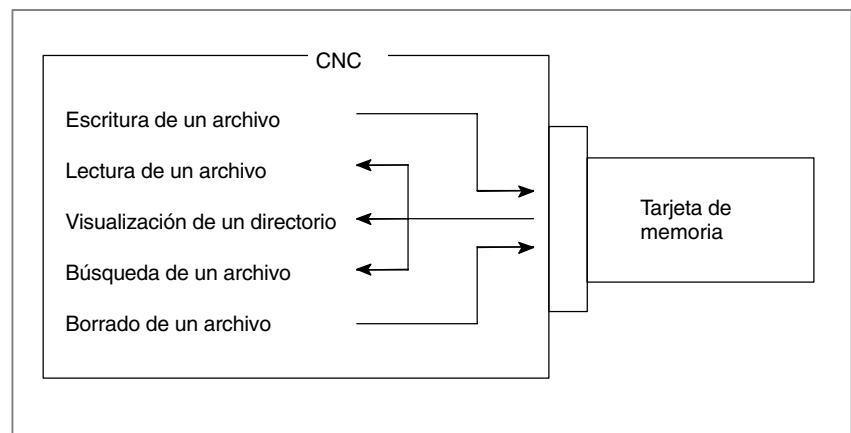 CNC
Escritura de un archivo
Lectura de un archivo
Visualización de un directorio
Búsqueda de un archivo
Borrado de un archivo
Tarjeta de
memoria